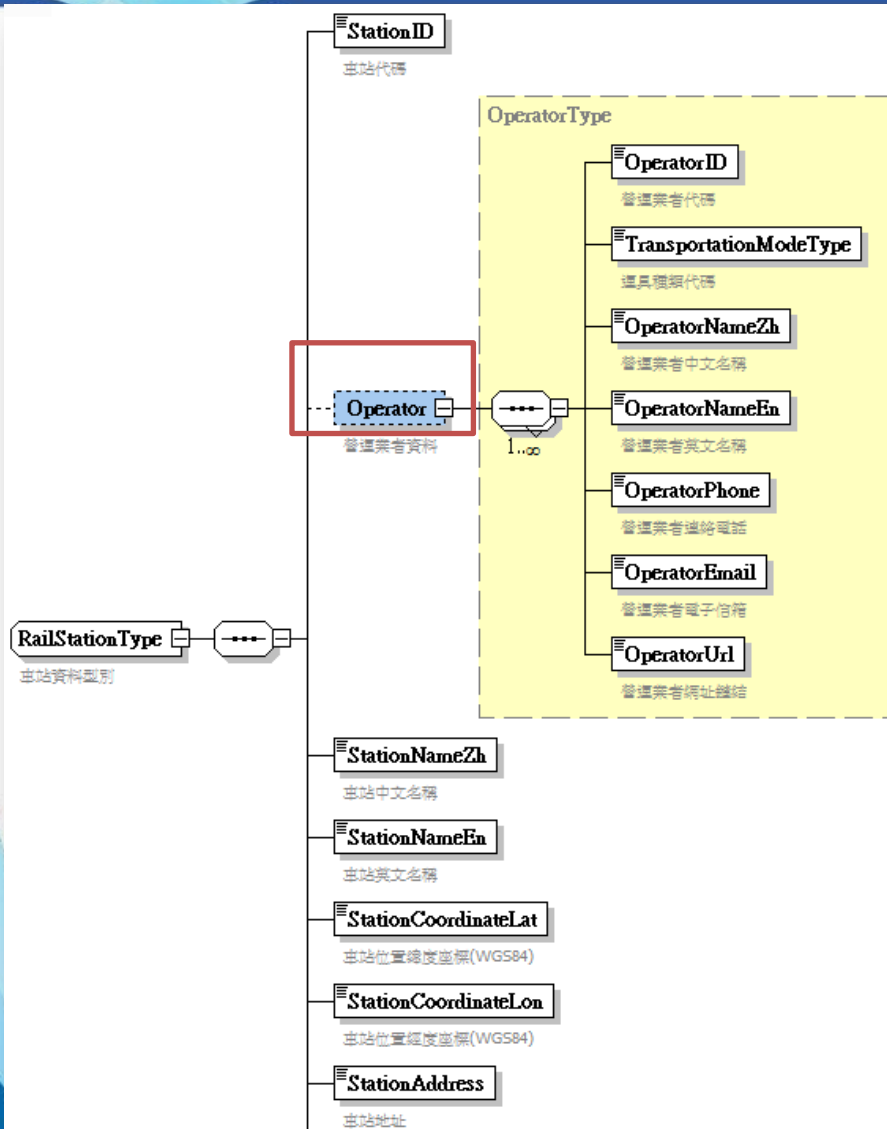 StationID
車站代碼
OperatorType
OperatorID
營運業者代碼
TransportationModeType
運具種類代碼
OperatorNameZh
營運業者中文名稱
Operator
營運業者資料
1..∞
OperatorNameEn
營運業者英文名稱
OperatorPhone
營運業者連絡電話
OperatorEmail
營運業者電子信箱
OperatorUrl
營運業者網址鏈結
RailStationType
車站資料型別
StationNameZh
車站中文名稱
StationNameEn
車站英文名稱
StationCoordinateLat
車站位置緯度座標(WGS84)
StationCoordinateLon
車站位置經度座標(WGS84)
StationAddress
車站地址